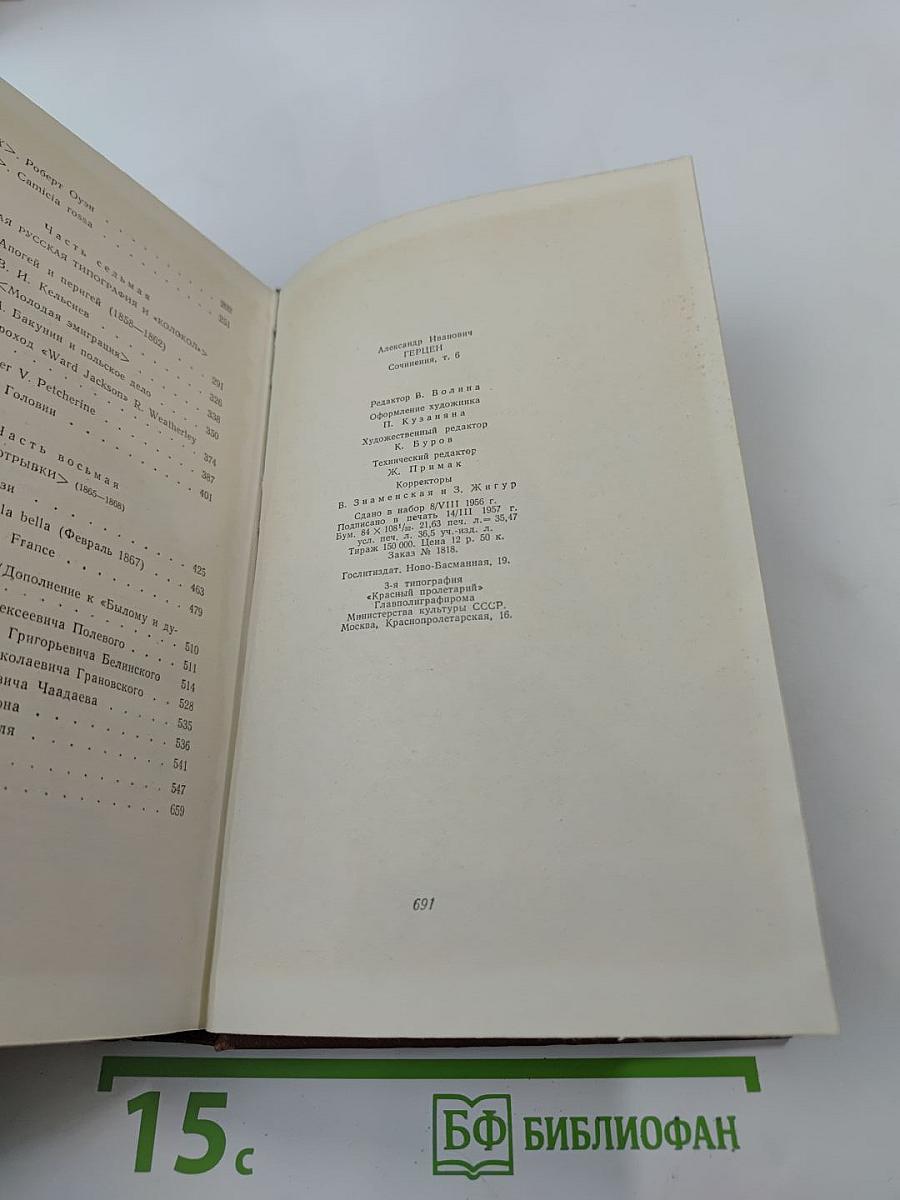 Роберт Оуэн
Camicia rossa
287
251
Часть седьмая
РУССКАЯ ТИПОГРАФИЯ И «КОЛОКОЛ»>
Апогей и перигей (1858—1862)
291
В. И. Кельсиев
326
<Молодая эмиграция>
338
Бакунин и польское дело
350
«Ward Jackson» R. Weatherley
374
V. Petcherine
387
Головин
401
Часть восьмая
ОТРЫВКИ> (1865—1868)
425
la bella (Февраль 1867)
463
France
479
Дополнение к «Былому и ду-
510
Полевого
511
Григорьевича Белинского
514
Грановского
528
Чаадаева
535
536
541
547
659
Александр Иванович
ГЕРЦЕН
Сочинения, т. 6
Редактор В. Волина
Оформление художника
П. Кузаняна
Художественный редактор
К. Буров
Технический редактор
Ж. Примак
Корректоры
В. Знаменская и З. Жигур
Сдано в набор 8/VIII 1956 г.
Подписано в печать 14/III 1957 г.
Бум. 84 × 108¹/₃₂. 21,63 печ. л.= 35,47
усл. печ. л. 36,5 уч.-изд. л.
Тираж 150 000. Цена 12 р. 50 к.
Заказ № 1818.
Гослитиздат. Ново-Басманная, 19.
3-я типография
«Красный пролетарий»
Главполиграфпрома
Министерства культуры СССР.
Москва, Краснопролетарская, 16.
691
15 с
БФ БИБЛИОФАН